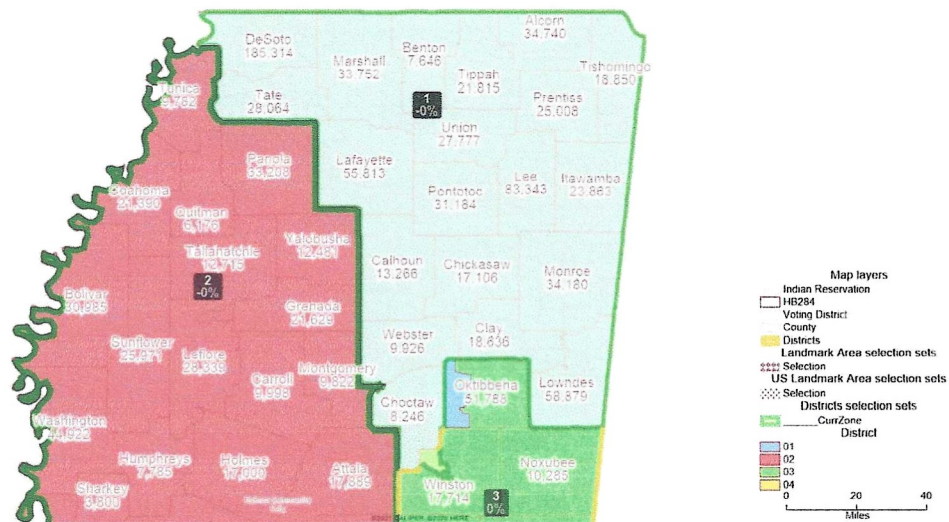 DeSoto
185,314
Marshall
33,752
Benton
7,646
Alcorn
34,740
Tippah
21,815
Tishomingo
18,850
Tunica
9,782
Tate
28,064
1
-0%
Prentiss
25,008
Union
27,777
Panola
33,208
Lafayette
55,813
Pontotoc
31,184
Lee
83,343
Itawamba
23,863
Coahoma
21,390
Quitman
6,176
Tallahatchie
12,715
Yalobusha
12,481
2
-0%
Calhoun
13,266
Chickasaw
17,106
Monroe
34,180
Bolivar
30,985
Grenada
21,629
Sunflower
25,971
Leflore
28,339
Webster
9,926
Clay
18,636
Carroll
9,998
Montgomery
9,822
Choctaw
8,246
Oktibbeha
51,788
Lowndes
58,879
Washington
44,922
Humphreys
7,785
Holmes
17,000
Attala
17,889
Winston
17,714
Noxubee
10,285
Sharkey
3,800
3
0%
Map layers
Indian Reservation
HB284
Voting District
County
Districts
Landmark Area selection sets
Selection
US Landmark Area selection sets
Selection
Districts selection sets
CurrZone
District
01
02
03
04
0 20 40
Miles